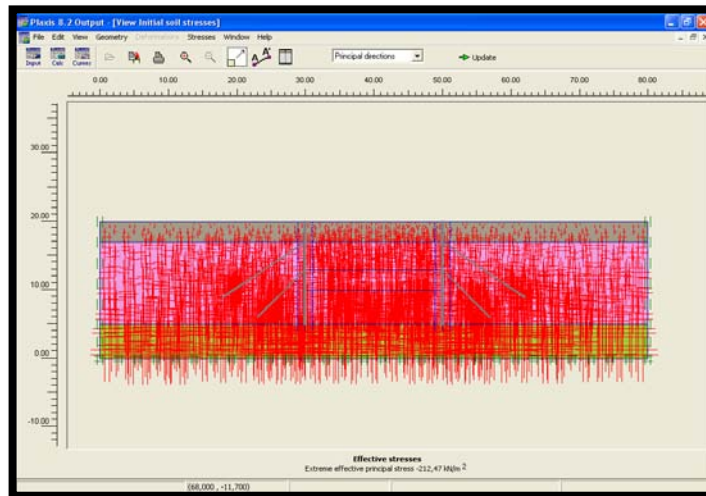 Plaxis 8.2 Output - [View Initial soil stresses]
File Edit View Geometry Deformations Stresses Window Help
Input Calc Curves Principal directions Update
0.00 10.00 20.00 30.00 40.00 50.00 60.00 70.00 80.00
30.00
20.00
10.00
0.00
-10.00
Effective stresses
Extreme effective principal stress -212,47 kN/m 2
(68,000 , -11,700)